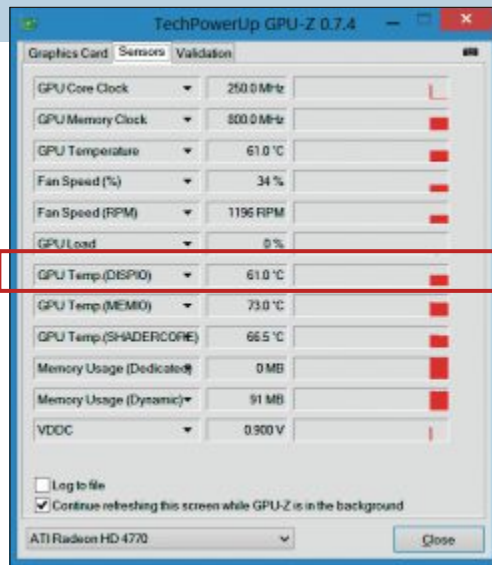 TechPowerUp GPU-Z 0.7.4
Graphics Card Sensors Validation
GPU Core Clock 250.0 MHz
GPU Memory Clock 800.0 MHz
GPU Temperature 61.0 °C
Fan Speed (%) 34 %
Fan Speed (RPM) 1196 RPM
GPU Load 0 %
GPU Temp.(DISPIO) 61.0 °C
GPU Temp.(MEMIO) 73.0 °C
GPU Temp.(SHADERCORE) 66.5 °C
Memory Usage (Dedicated) 0 MB
Memory Usage (Dynamic) 91 MB
VDDC 0.900 V
Log to file
Continue refreshing this screen while GPU-Z is in the background
ATI Radeon HD 4770 Close